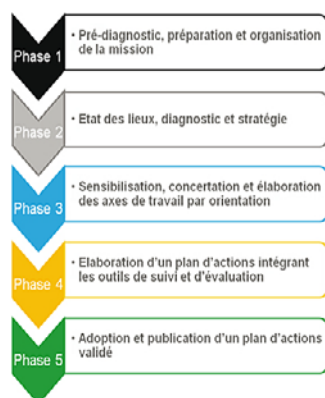 Phase 1
• Pré-diagnostic, préparation et organisation
de la mission
Phase 2
• Etat des lieux, diagnostic et stratégie
Phase 3
• Sensibilisation, concertation et élaboration
des axes de travail par orientation
Phase 4
• Elaboration d'un plan d'actions intégrant
les outils de suivi et d'évaluation
Phase 5
• Adoption et publication d'un plan d'actions
validé